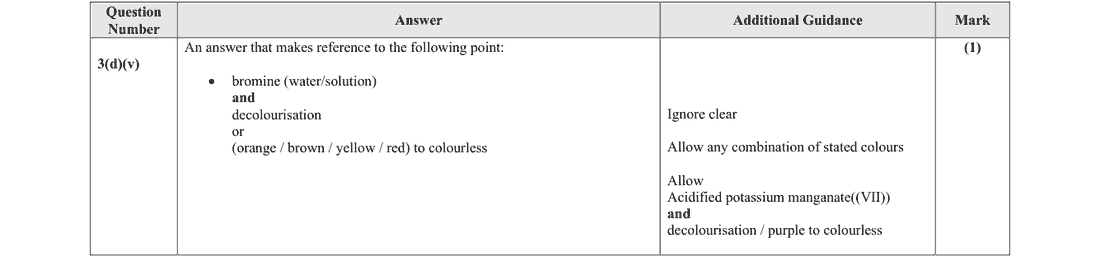 Question
Number
Answer
Additional Guidance
Mark
3(d)(v)
An answer that makes reference to the following point:
• bromine (water/solution)
and
decolourisation
or
(orange / brown / yellow / red) to colourless
Ignore clear
Allow any combination of stated colours
Allow
Acidified potassium manganate((VII))
and
decolourisation / purple to colourless
(1)